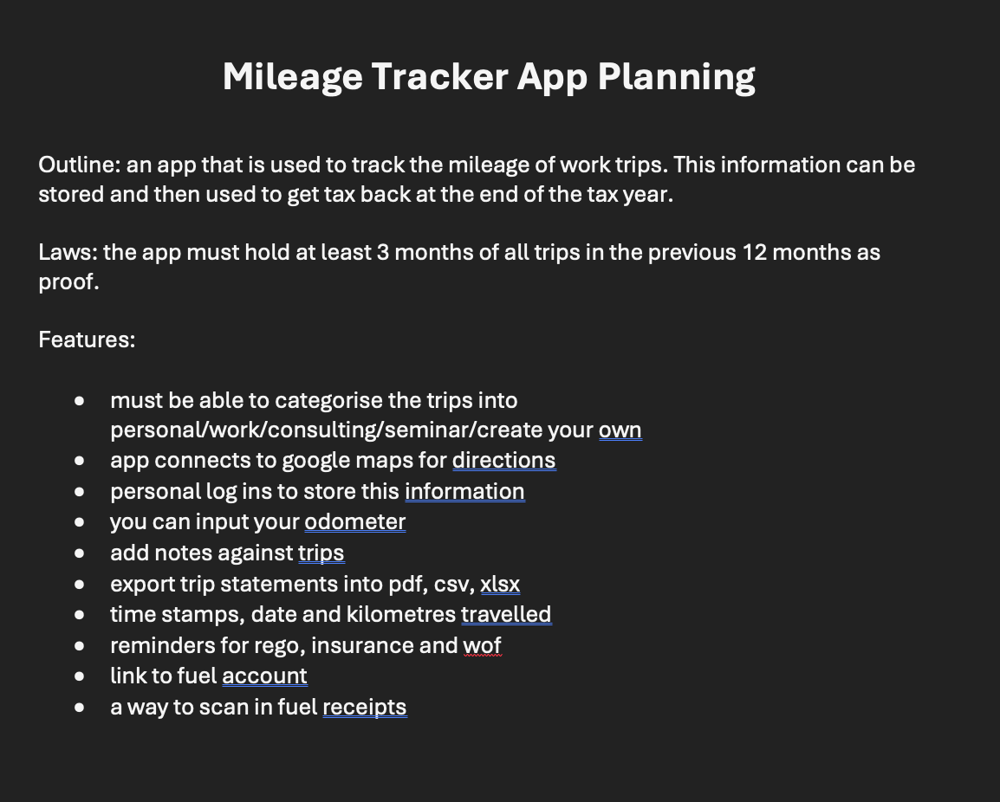 Mileage Tracker App Planning
Outline: an app that is used to track the mileage of work trips. This information can be
stored and then used to get tax back at the end of the tax year.
Laws: the app must hold at least 3 months of all trips in the previous 12 months as
proof.
Features:
• must be able to categorise the trips into
personal/work/consulting/seminar/create your own
• app connects to google maps for directions
• personal log ins to store this information
• you can input your odometer
• add notes against trips
• export trip statements into pdf, csv, xlsx
• time stamps, date and kilometres travelled
• reminders for rego, insurance and wof
• link to fuel account
• a way to scan in fuel receipts